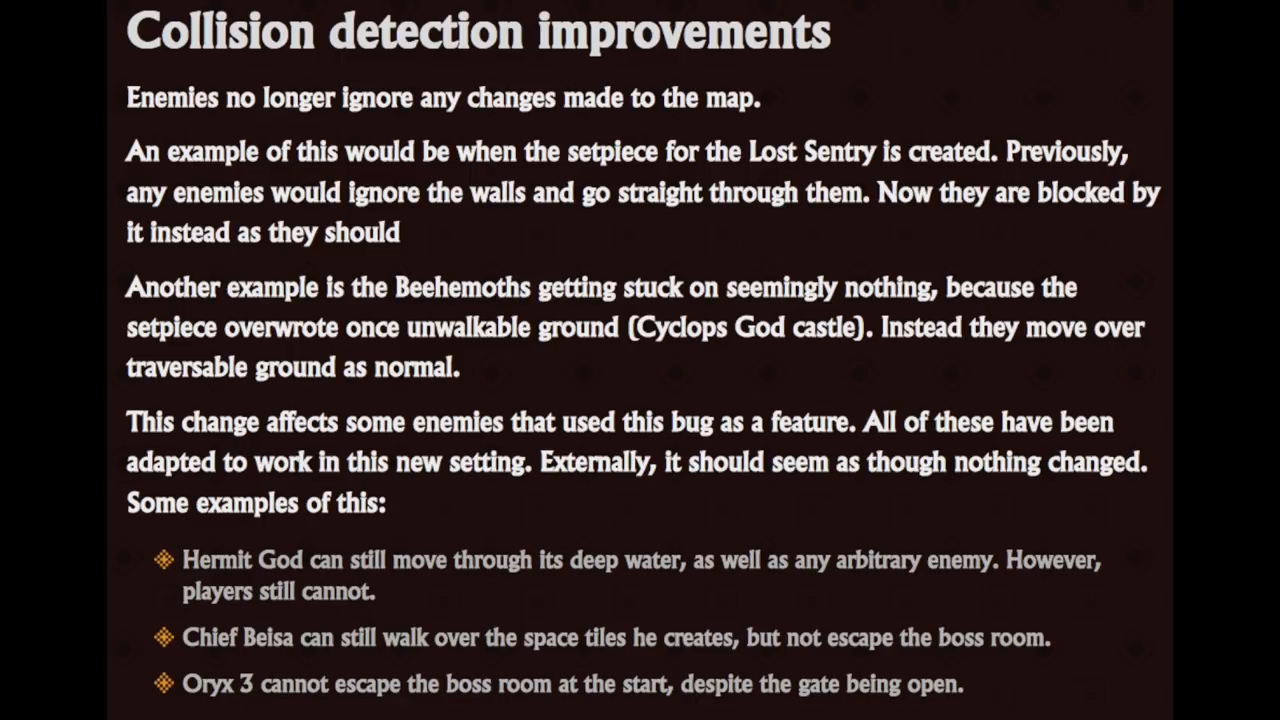 Collision detection improvements
Enemies no longer ignore any changes made to the map.
An example of this would be when the setpiece for the Lost Sentry is created. Previously,
any enemies would ignore the walls and go straight through them. Now they are blocked by
it instead as they should
Another example is the Beehemoths getting stuck on seemingly nothing, because the
setpiece overwrote once unwalkable ground (Cyclops God castle). Instead they move over
traversable ground as normal.
This change affects some enemies that used this bug as a feature. All of these have been
adapted to work in this new setting. Externally, it should seem as though nothing changed.
Some examples of this:
Hermit God can still move through its deep water, as well as any arbitrary enemy. However,
players still cannot.
Chief Beisa can still walk over the space tiles he creates, but not escape the boss room.
Oryx 3 cannot escape the boss room at the start, despite the gate being open.